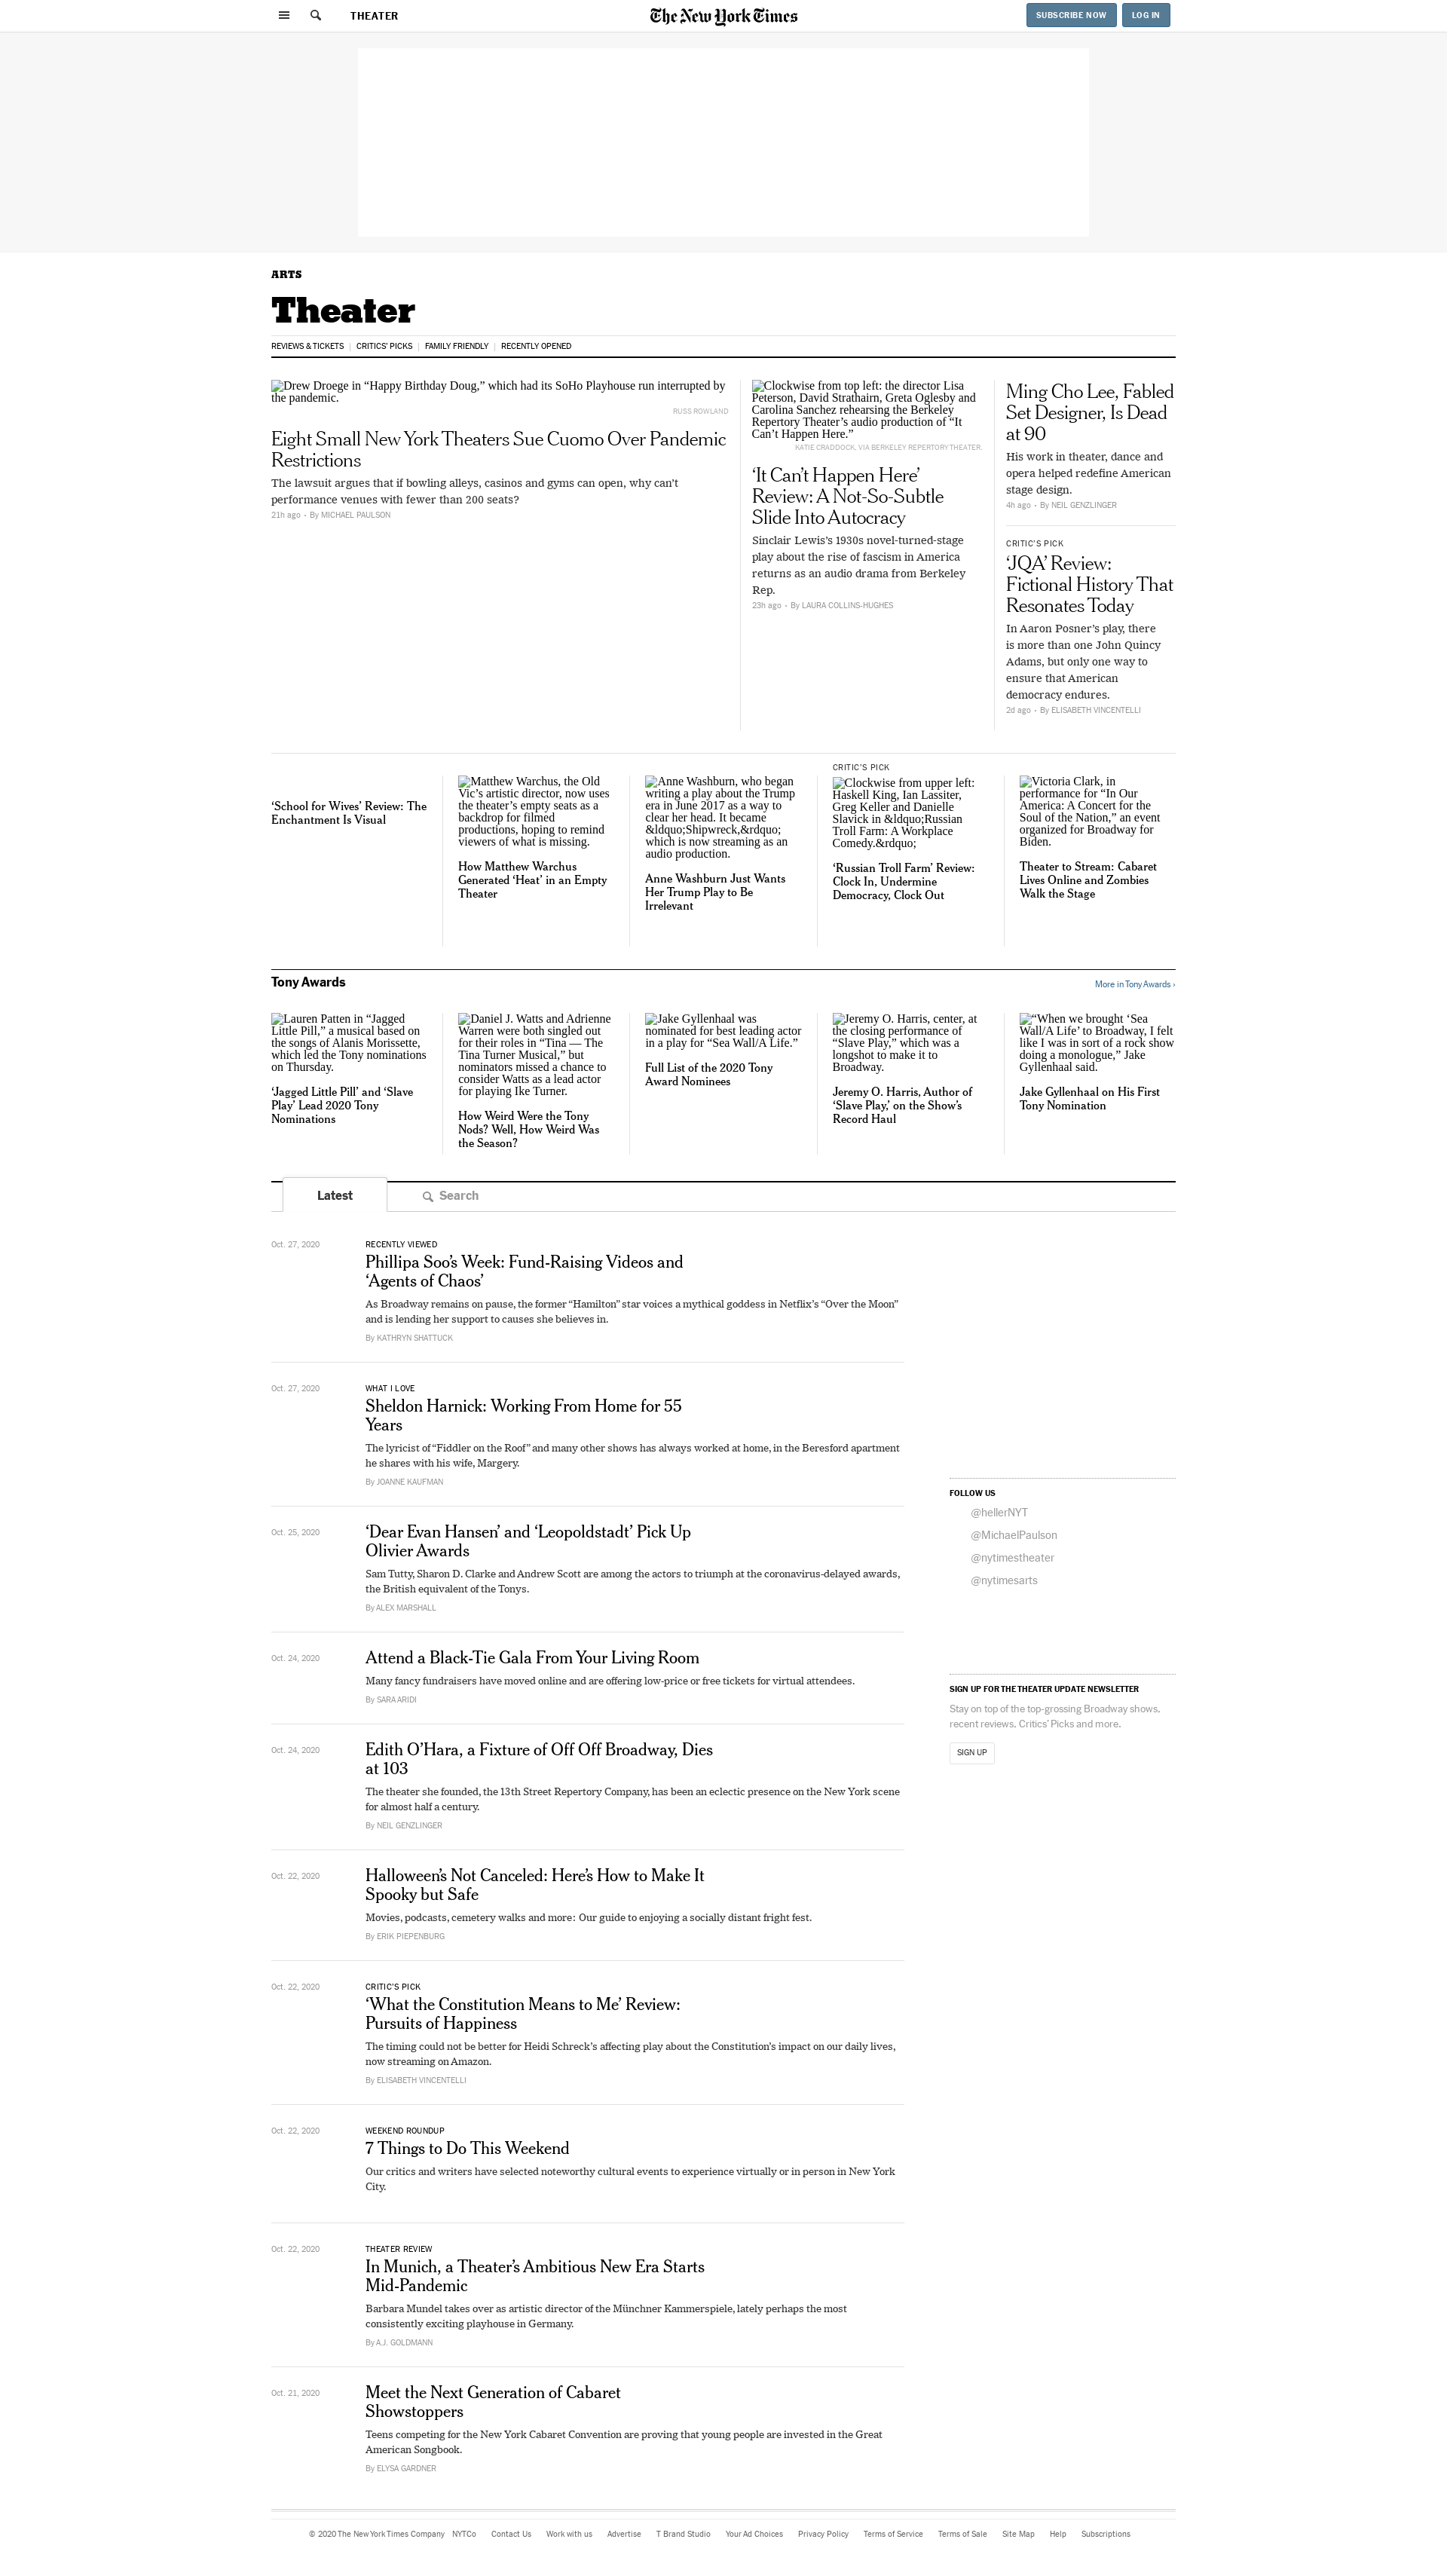 THEATER
The New York Times
SUBSCRIBE NOW
LOG IN
ARTS
Theater
REVIEWS & TICKETS
CRITICS' PICKS
FAMILY FRIENDLY
RECENTLY OPENED
Drew Droege in “Happy Birthday Doug,” which had its SoHo Playhouse run interrupted by
the pandemic.
RUSS ROWLAND
Eight Small New York Theaters Sue Cuomo Over Pandemic
Restrictions
The lawsuit argues that if bowling alleys, casinos and gyms can open, why can’t
performance venues with fewer than 200 seats?
21h ago • By MICHAEL PAULSON
Clockwise from top left: the director Lisa
Peterson, David Strathairn, Greta Oglesby and
Carolina Sanchez rehearsing the Berkeley
Repertory Theater’s audio production of “It
Can’t Happen Here.”
KATIE CRADDOCK, VIA BERKELEY REPERTORY THEATER.
‘It Can’t Happen Here’
Review: A Not-So-Subtle
Slide Into Autocracy
Sinclair Lewis’s 1930s novel-turned-stage
play about the rise of fascism in America
returns as an audio drama from Berkeley
Rep.
23h ago • By LAURA COLLINS-HUGHES
Ming Cho Lee, Fabled
Set Designer, Is Dead
at 90
His work in theater, dance and
opera helped redefine American
stage design.
4h ago • By NEIL GENZLINGER
CRITIC’S PICK
‘JQA’ Review:
Fictional History That
Resonates Today
In Aaron Posner’s play, there
is more than one John Quincy
Adams, but only one way to
ensure that American
democracy endures.
2d ago • By ELISABETH VINCENTELLI
‘School for Wives’ Review: The
Enchantment Is Visual
Matthew Warchus, the Old
Vic’s artistic director, now uses
the theater’s empty seats as a
backdrop for filmed
productions, hoping to remind
viewers of what is missing.
How Matthew Warchus
Generated ‘Heat’ in an Empty
Theater
Anne Washburn, who began
writing a play about the Trump
era in June 2017 as a way to
clear her head. It became
&ldquo;Shipwreck,&rdquo;
which is now streaming as an
audio production.
Anne Washburn Just Wants
Her Trump Play to Be
Irrelevant
CRITIC’S PICK
Clockwise from upper left:
Haskell King, Ian Lassiter,
Greg Keller and Danielle
Slavick in &ldquo;Russian
Troll Farm: A Workplace
Comedy.&rdquo;
‘Russian Troll Farm’ Review:
Clock In, Undermine
Democracy, Clock Out
Victoria Clark, in
performance for “In Our
America: A Concert for the
Soul of the Nation,” an event
organized for Broadway for
Biden.
Theater to Stream: Cabaret
Lives Online and Zombies
Walk the Stage
Tony Awards
More in Tony Awards ›
Lauren Patten in “Jagged
Little Pill,” a musical based on
the songs of Alanis Morissette,
which led the Tony nominations
on Thursday.
‘Jagged Little Pill’ and ‘Slave
Play’ Lead 2020 Tony
Nominations
Daniel J. Watts and Adrienne
Warren were both singled out
for their roles in “Tina — The
Tina Turner Musical,” but
nominators missed a chance to
consider Watts as a lead actor
for playing Ike Turner.
How Weird Were the Tony
Nods? Well, How Weird Was
the Season?
Jake Gyllenhaal was
nominated for best leading actor
in a play for “Sea Wall/A Life.”
Full List of the 2020 Tony
Award Nominees
Jeremy O. Harris, center, at
the closing performance of
“Slave Play,” which was a
longshot to make it to
Broadway.
Jeremy O. Harris, Author of
‘Slave Play,’ on the Show’s
Record Haul
“When we brought ‘Sea
Wall/A Life’ to Broadway, I felt
like I was in sort of a rock show
doing a monologue,” Jake
Gyllenhaal said.
Jake Gyllenhaal on His First
Tony Nomination
Latest
Search
Oct. 27, 2020
RECENTLY VIEWED
Phillipa Soo’s Week: Fund-Raising Videos and
‘Agents of Chaos’
As Broadway remains on pause, the former “Hamilton” star voices a mythical goddess in Netflix’s “Over the Moon”
and is lending her support to causes she believes in.
By KATHRYN SHATTUCK
Oct. 27, 2020
WHAT I LOVE
Sheldon Harnick: Working From Home for 55
Years
The lyricist of “Fiddler on the Roof” and many other shows has always worked at home, in the Beresford apartment
he shares with his wife, Margery.
By JOANNE KAUFMAN
Oct. 25, 2020
‘Dear Evan Hansen’ and ‘Leopoldstadt’ Pick Up
Olivier Awards
Sam Tutty, Sharon D. Clarke and Andrew Scott are among the actors to triumph at the coronavirus-delayed awards,
the British equivalent of the Tonys.
By ALEX MARSHALL
Oct. 24, 2020
Attend a Black-Tie Gala From Your Living Room
Many fancy fundraisers have moved online and are offering low-price or free tickets for virtual attendees.
By SARA ARIDI
Oct. 24, 2020
Edith O’Hara, a Fixture of Off Off Broadway, Dies
at 103
The theater she founded, the 13th Street Repertory Company, has been an eclectic presence on the New York scene
for almost half a century.
By NEIL GENZLINGER
Oct. 22, 2020
Halloween’s Not Canceled: Here’s How to Make It
Spooky but Safe
Movies, podcasts, cemetery walks and more: Our guide to enjoying a socially distant fright fest.
By ERIK PIEPENBURG
Oct. 22, 2020
CRITIC’S PICK
‘What the Constitution Means to Me’ Review:
Pursuits of Happiness
The timing could not be better for Heidi Schreck’s affecting play about the Constitution’s impact on our daily lives,
now streaming on Amazon.
By ELISABETH VINCENTELLI
Oct. 22, 2020
WEEKEND ROUNDUP
7 Things to Do This Weekend
Our critics and writers have selected noteworthy cultural events to experience virtually or in person in New York
City.
Oct. 22, 2020
THEATER REVIEW
In Munich, a Theater’s Ambitious New Era Starts
Mid-Pandemic
Barbara Mundel takes over as artistic director of the Münchner Kammerspiele, lately perhaps the most
consistently exciting playhouse in Germany.
By A.J. GOLDMANN
Oct. 21, 2020
Meet the Next Generation of Cabaret
Showstoppers
Teens competing for the New York Cabaret Convention are proving that young people are invested in the Great
American Songbook.
By ELYSA GARDNER
FOLLOW US
@hellerNYT
@MichaelPaulson
@nytimestheater
@nytimesarts
SIGN UP FOR THE THEATER UPDATE NEWSLETTER
Stay on top of the top-grossing Broadway shows,
recent reviews, Critics’ Picks and more.
SIGN UP
© 2020 The New York Times Company NYTCo Contact Us Work with us Advertise T Brand Studio Your Ad Choices Privacy Policy Terms of Service Terms of Sale Site Map Help Subscriptions